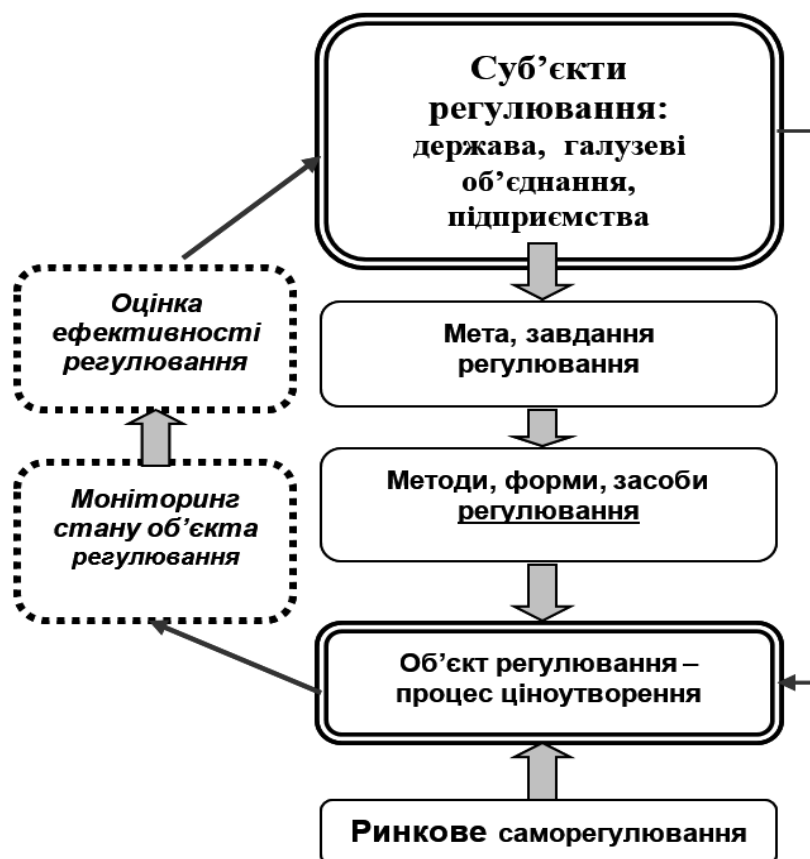 Суб’єкти
регулювання:
держава, галузеві
об’єднання,
підприємства
Оцінка
ефективності
регулювання
Мета, завдання
регулювання
Моніторинг
стану об’єкта
регулювання
Методи, форми, засоби
регулювання
Об’єкт регулювання –
процес ціноутворення
Ринкове саморегулювання